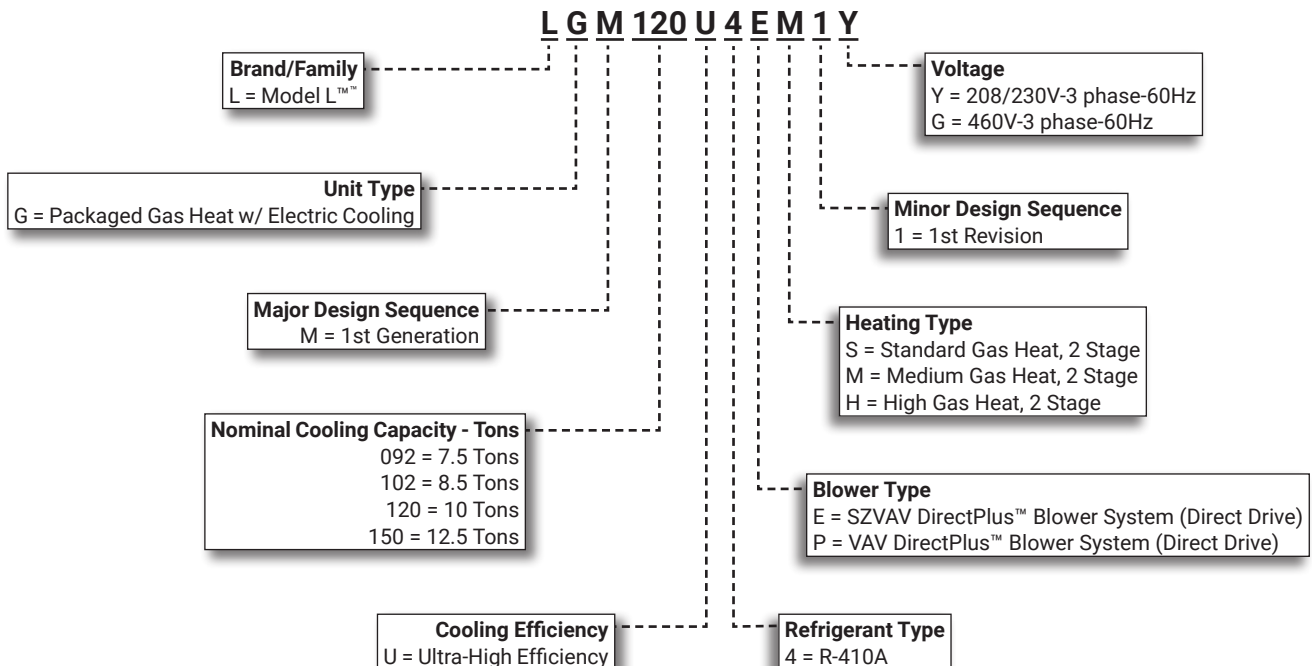 L G M 120 U 4 E M 1 Y
Brand/Family
L = Model L™™
Voltage
Y = 208/230V-3 phase-60Hz
G = 460V-3 phase-60Hz
Unit Type
G = Packaged Gas Heat w/ Electric Cooling
Minor Design Sequence
1 = 1st Revision
Major Design Sequence
M = 1st Generation
Heating Type
S = Standard Gas Heat, 2 Stage
M = Medium Gas Heat, 2 Stage
H = High Gas Heat, 2 Stage
Nominal Cooling Capacity - Tons
092 = 7.5 Tons
102 = 8.5 Tons
120 = 10 Tons
150 = 12.5 Tons
Blower Type
E = SZVAV DirectPlus™ Blower System (Direct Drive)
P = VAV DirectPlus™ Blower System (Direct Drive)
Cooling Efficiency
U = Ultra-High Efficiency
Refrigerant Type
4 = R-410A